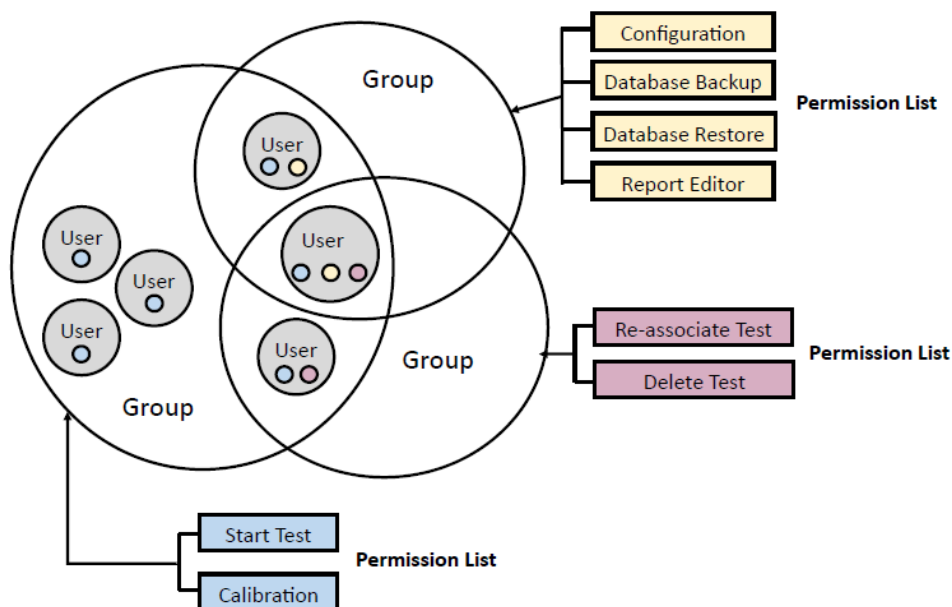 Configuration
Group
Database Backup
Permission List
Database Restore
User
Report Editor
User
User
User
User
Re-associate Test
User
Group
Permission List
Delete Test
Group
Start Test
Permission List
Calibration